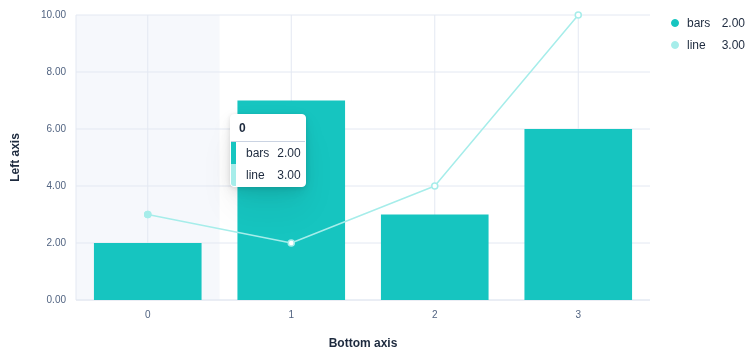 10.00
8.00
6.00
4.00
2.00
0.00
Left axis
0
1
2
3
Bottom axis
0
bars 2.00
line 3.00
bars 2.00
line 3.00